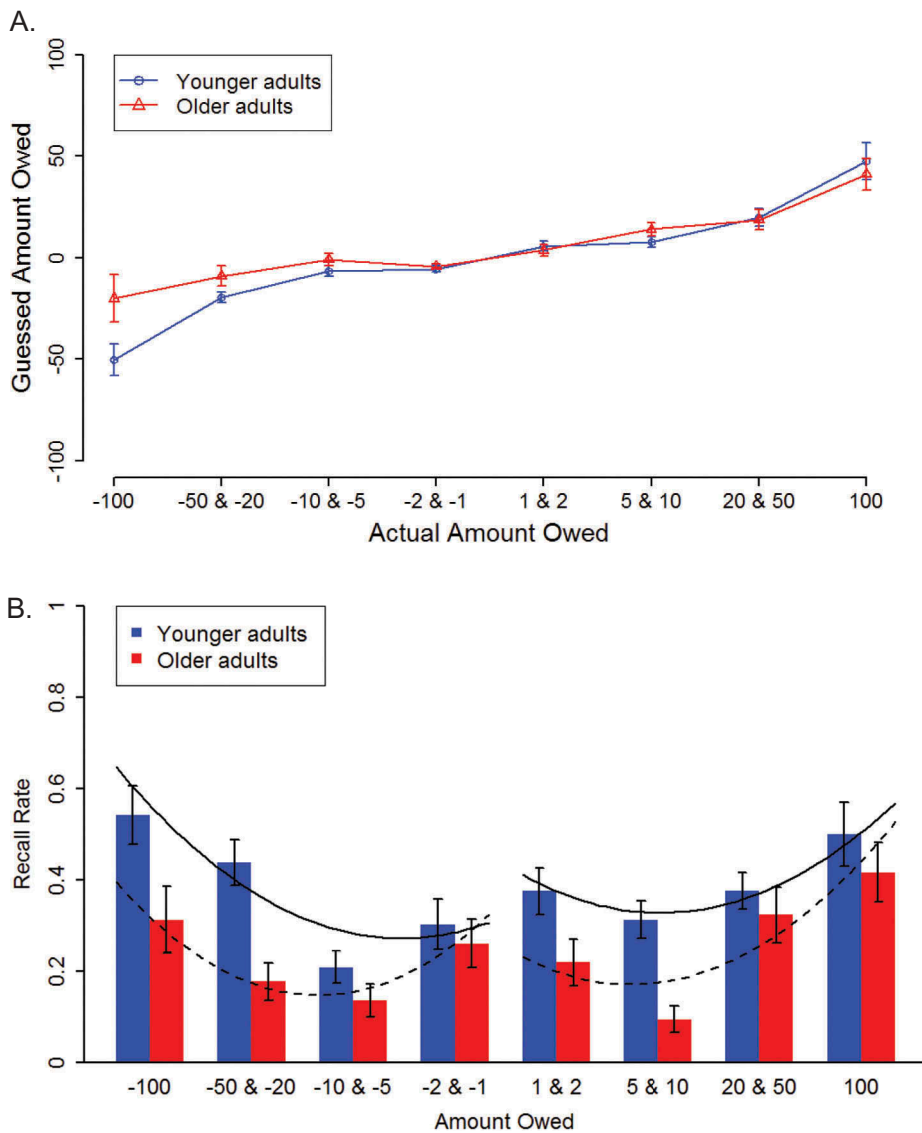 A.
Younger adults
Older adults
Guessed Amount Owed
100
50
0
-50
-100
-100 -50 & -20 -10 & -5 -2 & -1 1 & 2 5 & 10 20 & 50 100
Actual Amount Owed
B.
Younger adults
Older adults
Recall Rate
1
0.8
0.6
0.4
0.2
0
-100 -50 & -20 -10 & -5 -2 & -1 1 & 2 5 & 10 20 & 50 100
Amount Owed